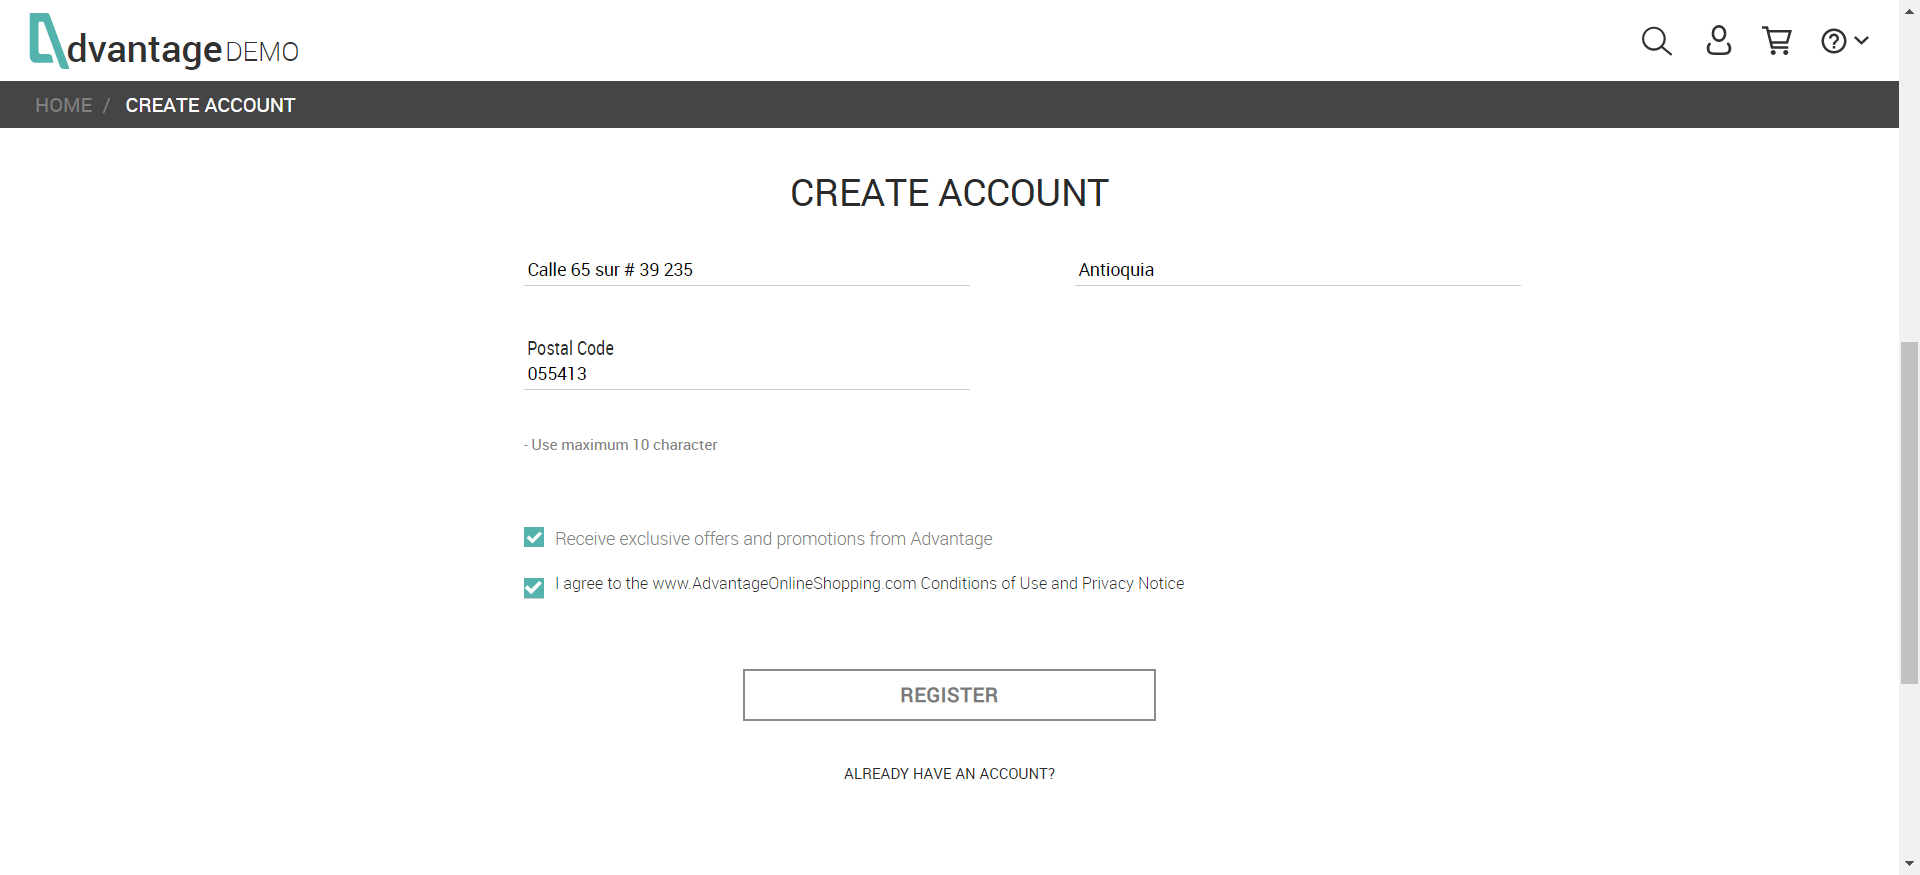 dvantage DEMO
HOME / CREATE ACCOUNT
CREATE ACCOUNT
Calle 65 sur # 39 235
Antioquia
Postal Code
055413
- Use maximum 10 character
Receive exclusive offers and promotions from Advantage
I agree to the www.AdvantageOnlineShopping.com Conditions of Use and Privacy Notice
REGISTER
ALREADY HAVE AN ACCOUNT?